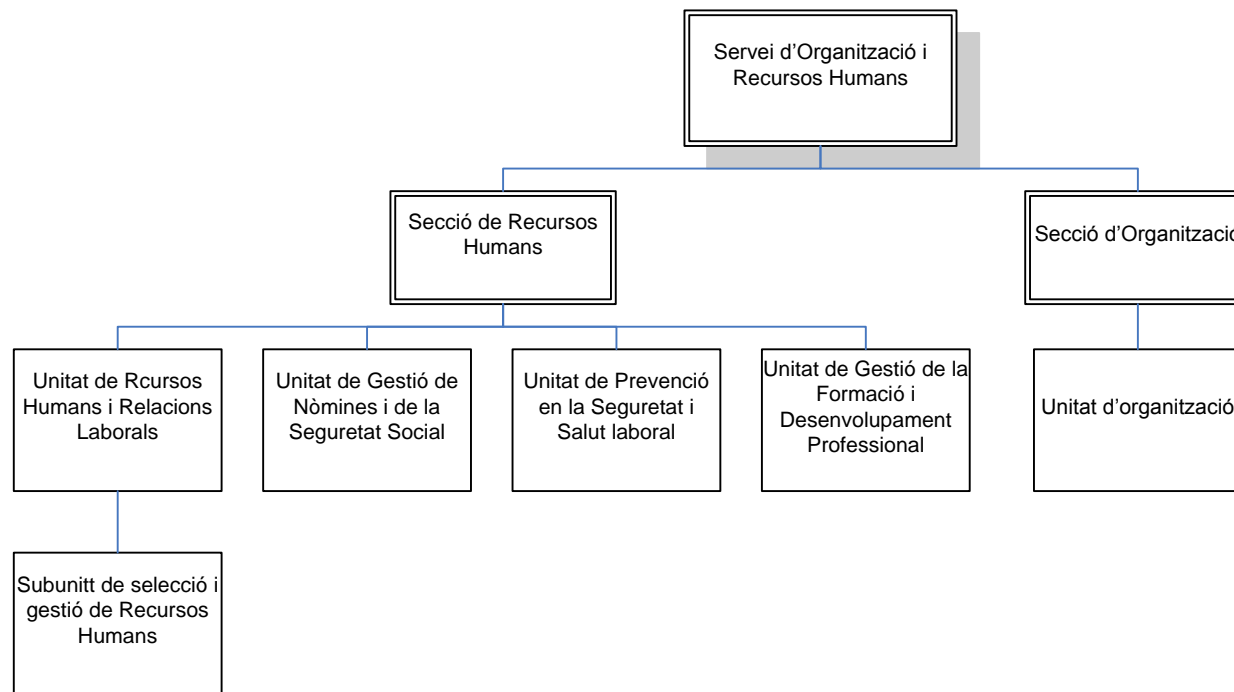 Servei d’Organització i
Recursos Humans
Secció de Recursos
Humans
Secció d’Organització
Unitat de Rcursos
Humans i Relacions
Laborals
Unitat de Gestió de
Nòmines i de la
Seguretat Social
Unitat de Prevenció
en la Seguretat i
Salut laboral
Unitat de Gestió de la
Formació i
Desenvolupament
Professional
Unitat d’organització
Subunitt de selecció i
gestió de Recursos
Humans